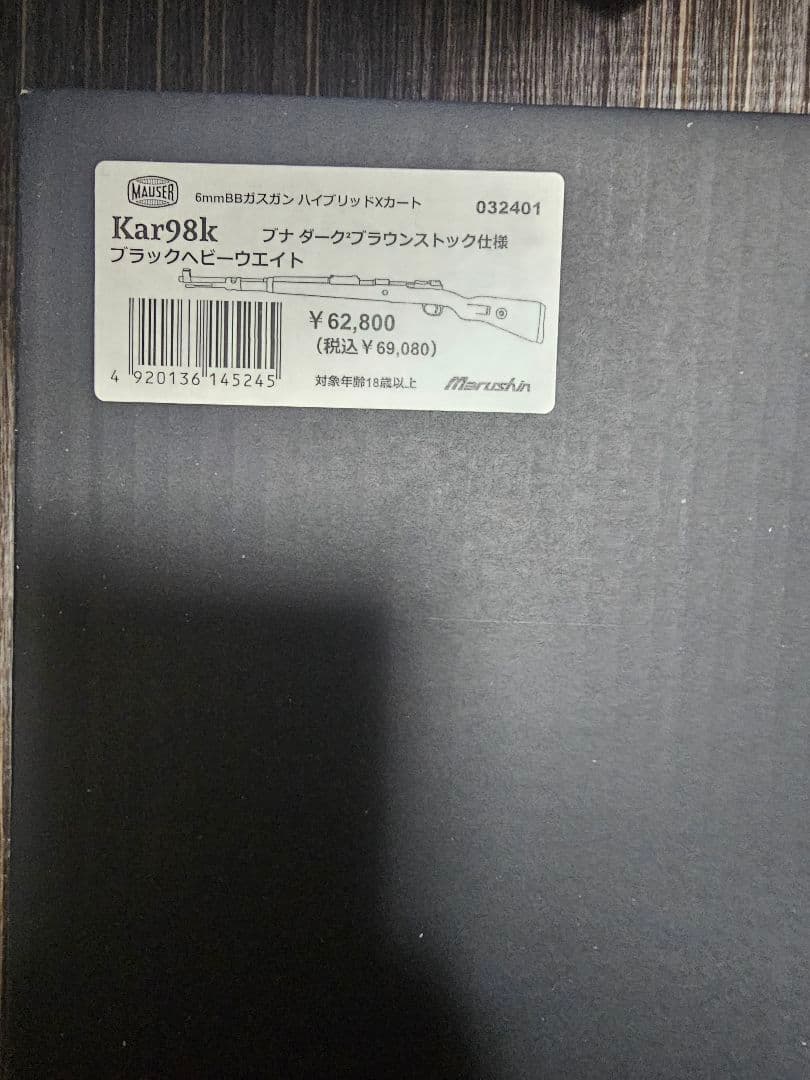 MAUSER
6mmBBガスガン ハイブリッドXカート
032401
Kar98k
ブナ ダーク²ブラウンストック仕様
ブラックヘビーウエイト
￥62,800
（税込￥69,080）
4 920136 145245
対象年齢18歳以上
Marushin